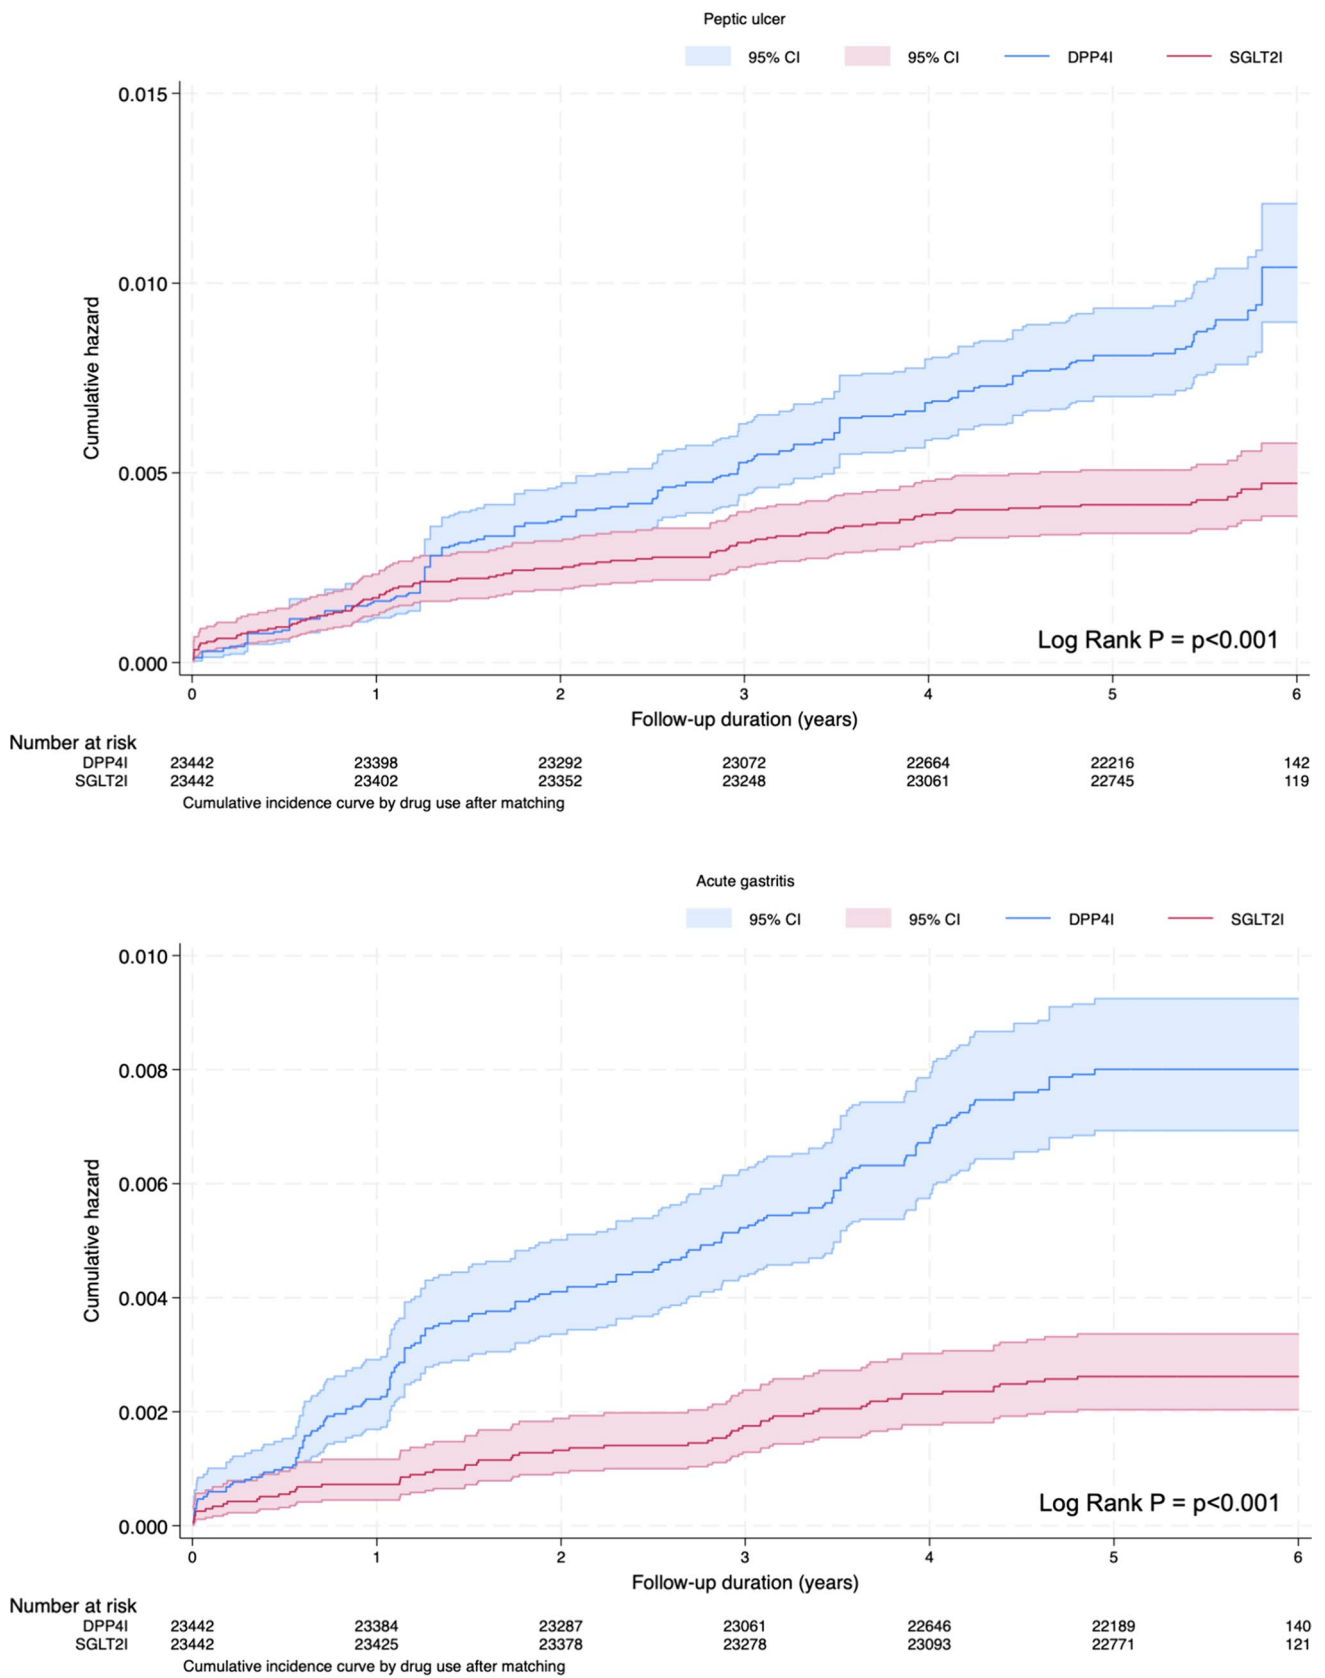 Peptic ulcer
95% CI 95% CI DPP4I SGLT2I
0.015
0.010
0.005
0.000
Cumulative hazard
Log Rank P = p<0.001
0 1 2 3 4 5 6
Follow-up duration (years)
Number at risk
DPP4I 23442 23398 23292 23072 22664 22216 142
SGLT2I 23442 23402 23352 23248 23061 22745 119
Cumulative incidence curve by drug use after matching
Acute gastritis
95% CI 95% CI DPP4I SGLT2I
0.010
0.008
0.006
0.004
0.002
0.000
Cumulative hazard
Log Rank P = p<0.001
0 1 2 3 4 5 6
Follow-up duration (years)
Number at risk
DPP4I 23442 23384 23287 23061 22646 22189 140
SGLT2I 23442 23425 23378 23278 23093 22771 121
Cumulative incidence curve by drug use after matching